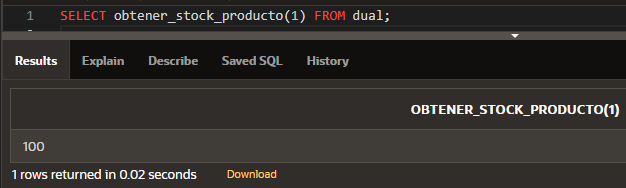 1 SELECT obtener_stock_producto(1) FROM dual;
Results Explain Describe Saved SQL History
OBTENER_STOCK_PRODUCTO(1)
100
1 rows returned in 0.02 seconds Download